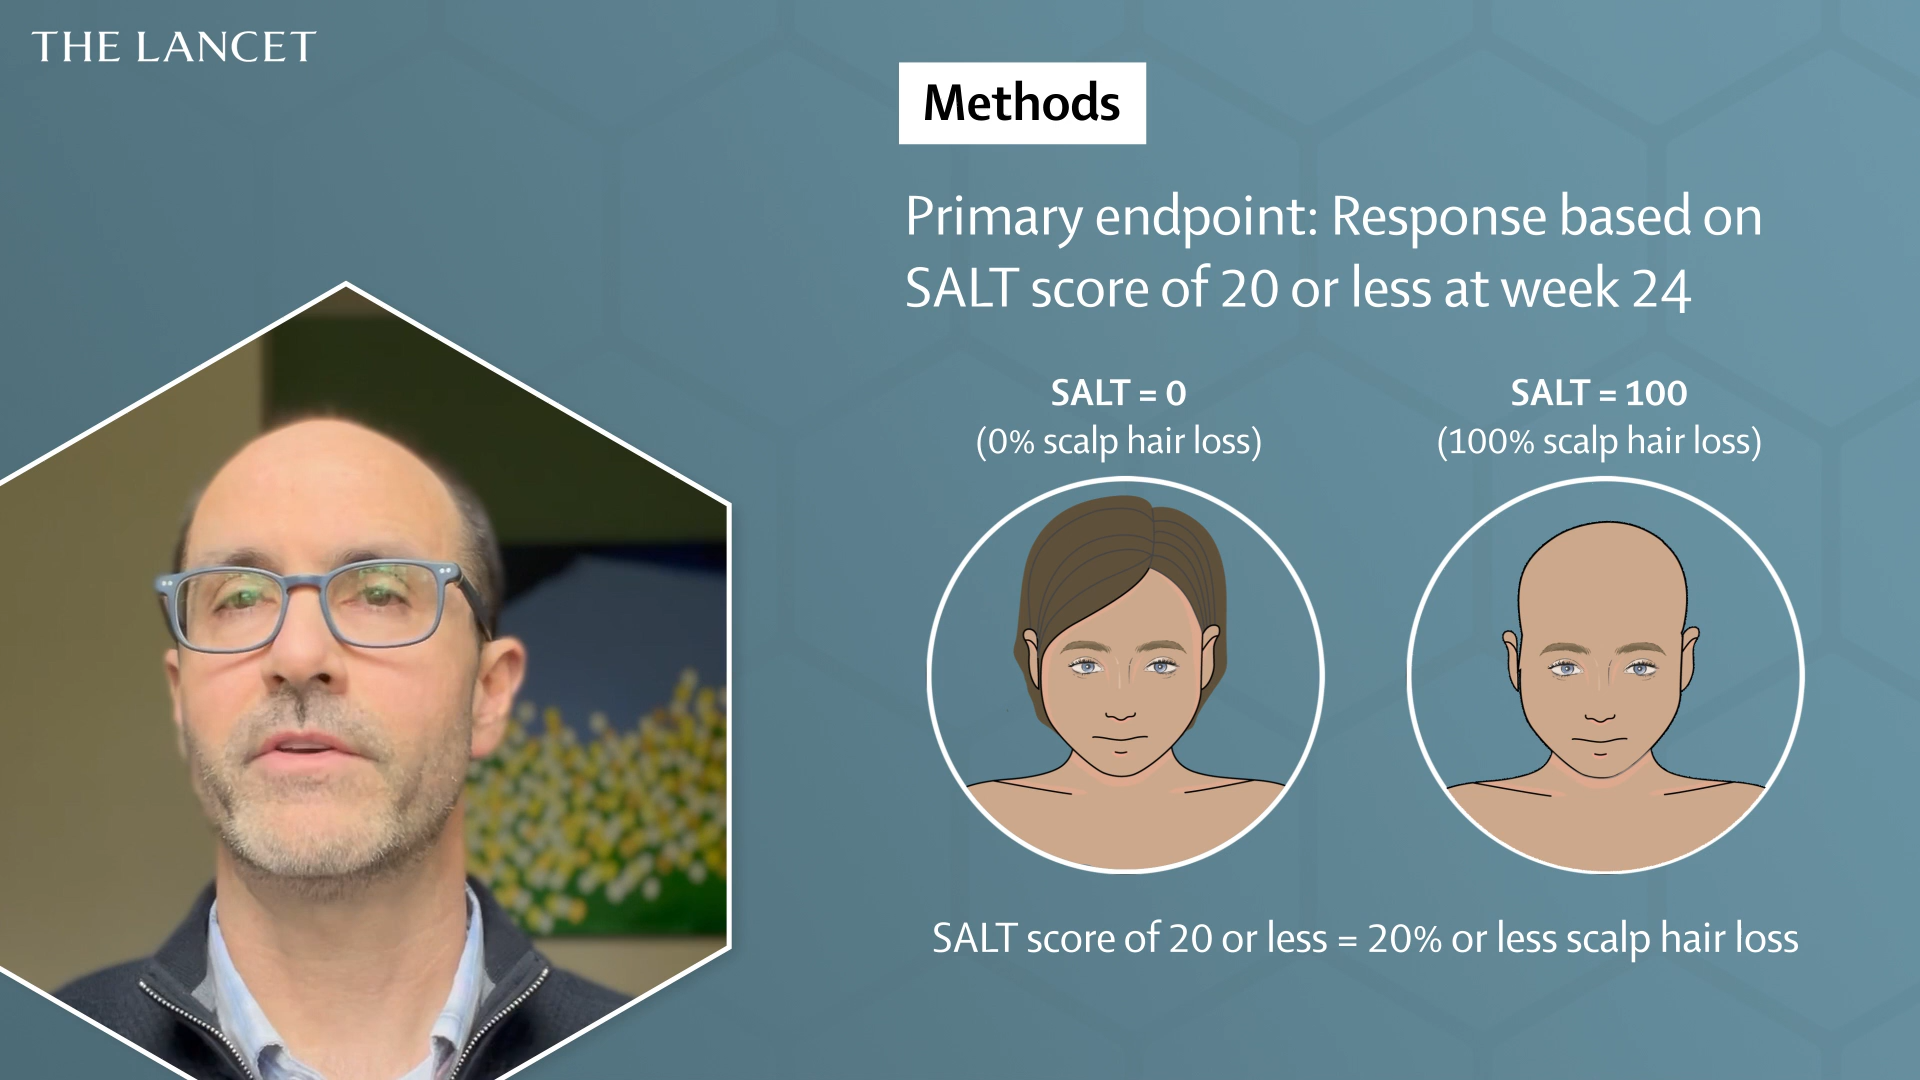 THE LANCET
Methods
Primary endpoint: Response based on
SALT score of 20 or less at week 24
SALT = 0
(0% scalp hair loss)
SALT = 100
(100% scalp hair loss)
SALT score of 20 or less = 20% or less scalp hair loss